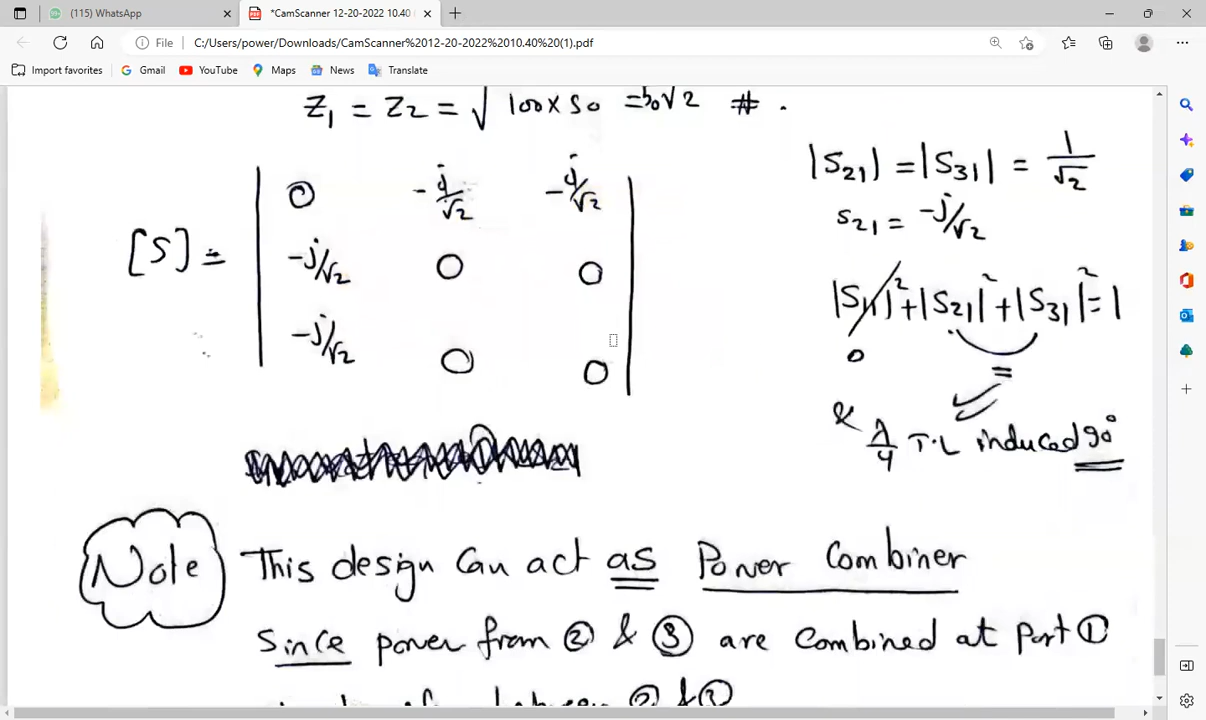 (115) WhatsApp
*CamScanner 12-20-2022 10.40
File C:/Users/power/Downloads/CamScanner%2012-20-2022%2010.40%20(1).pdf
Import favorites Gmail YouTube Maps News Translate
Z₁ = Z₂ = √100×50 = 50√2 # .
[S] =
0 -j/√2 -j/√2
-j/√2 0 0
-j/√2 0 0
|S₂₁| = |S₃₁| = 1/√2
S₂₁ = -j/√2
|S₁₁|² + |S₂₁|² + |S₃₁|² = 1
0
=
& λ/4 T.L induced 90°
Note
This design Can act as Power Combiner
Since power from ② & ③ are combined at port ①